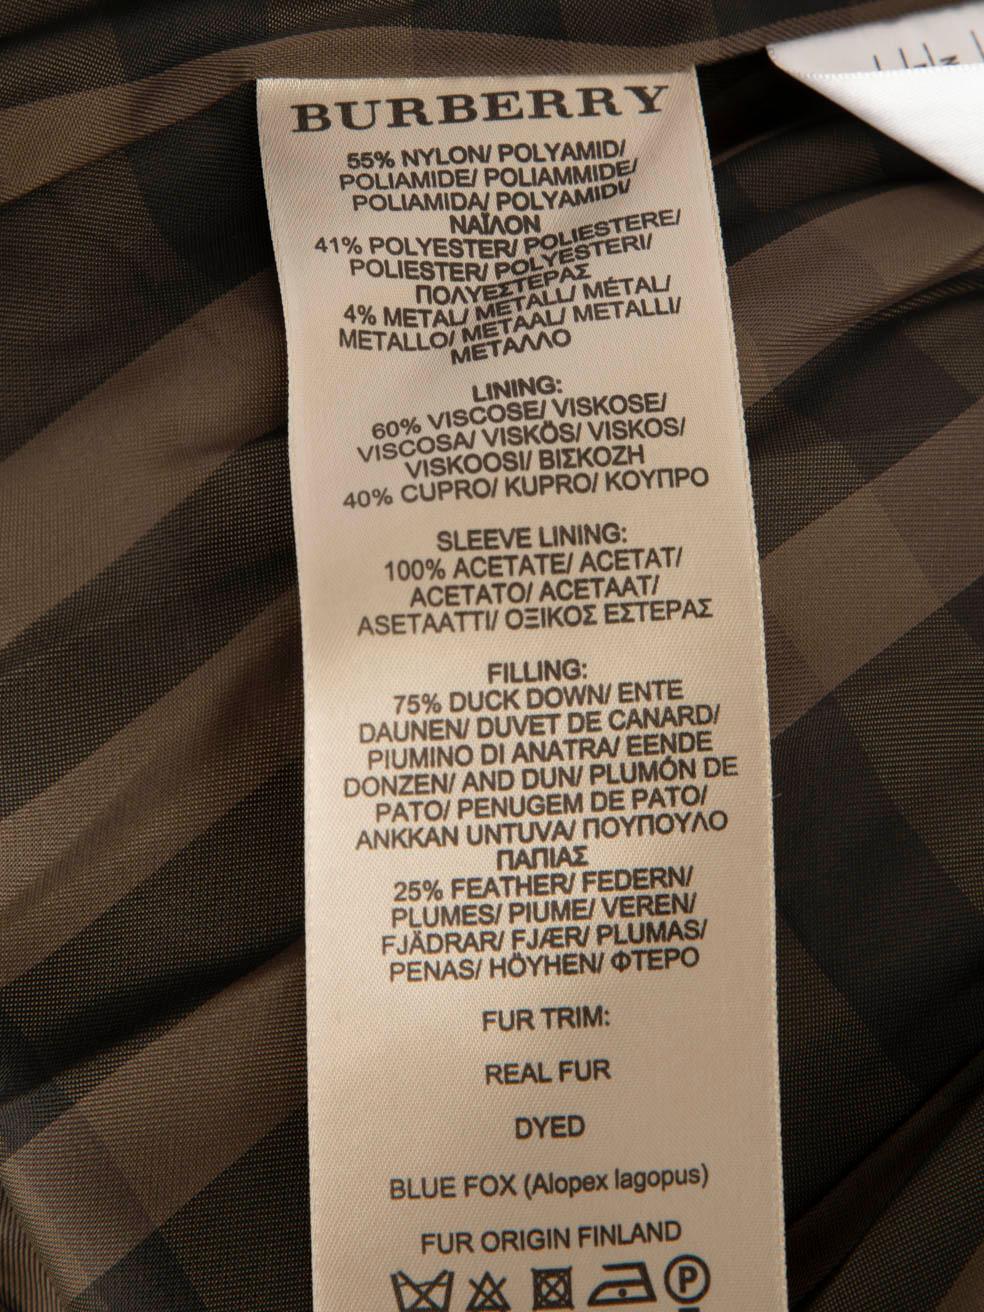 BURBERRY
55% NYLON/ POLYAMID/
POLIAMIDE/ POLIAMMIDE/
POLIAMIDA/ POLYAMIDI/
ΝΑΪΛΟΝ
41% POLYESTER/ POLIESTERE/
POLIESTER/ POLYESTERI/
ΠΟΛΥΕΣΤΕΡΑΣ
4% METAL/ METALL/ MÉTAL/
METALLO/ METAAL/ METALLI/
ΜΕΤΑΛΛΟ
LINING:
60% VISCOSE/ VISKOSE/
VISCOSA/ VISKÖS/ VISKOS/
VISKOOSI/ ΒΙΣΚΟΖΗ
40% CUPRO/ KUPRO/ ΚΟΥΠΡΟ
SLEEVE LINING:
100% ACETATE/ ACETAT/
ACETATO/ ACETAAT/
ASETAATTI/ ΟΞΙΚΟΣ ΕΣΤΕΡΑΣ
FILLING:
75% DUCK DOWN/ ENTE
DAUNEN/ DUVET DE CANARD/
PIUMINO DI ANATRA/ EENDE
DONZEN/ AND DUN/ PLUMÓN DE
PATO/ PENUGEM DE PATO/
ANKKAN UNTUVA/ ΠΟΥΠΟΥΛΟ
ΠΑΠΙΑΣ
25% FEATHER/ FEDERN/
PLUMES/ PIUME/ VEREN/
FJÄDRAR/ FJÆR/ PLUMAS/
PENAS/ HÖYHEN/ ΦΤΕΡΟ
FUR TRIM:
REAL FUR
DYED
BLUE FOX (Alopex lagopus)
FUR ORIGIN FINLAND
P